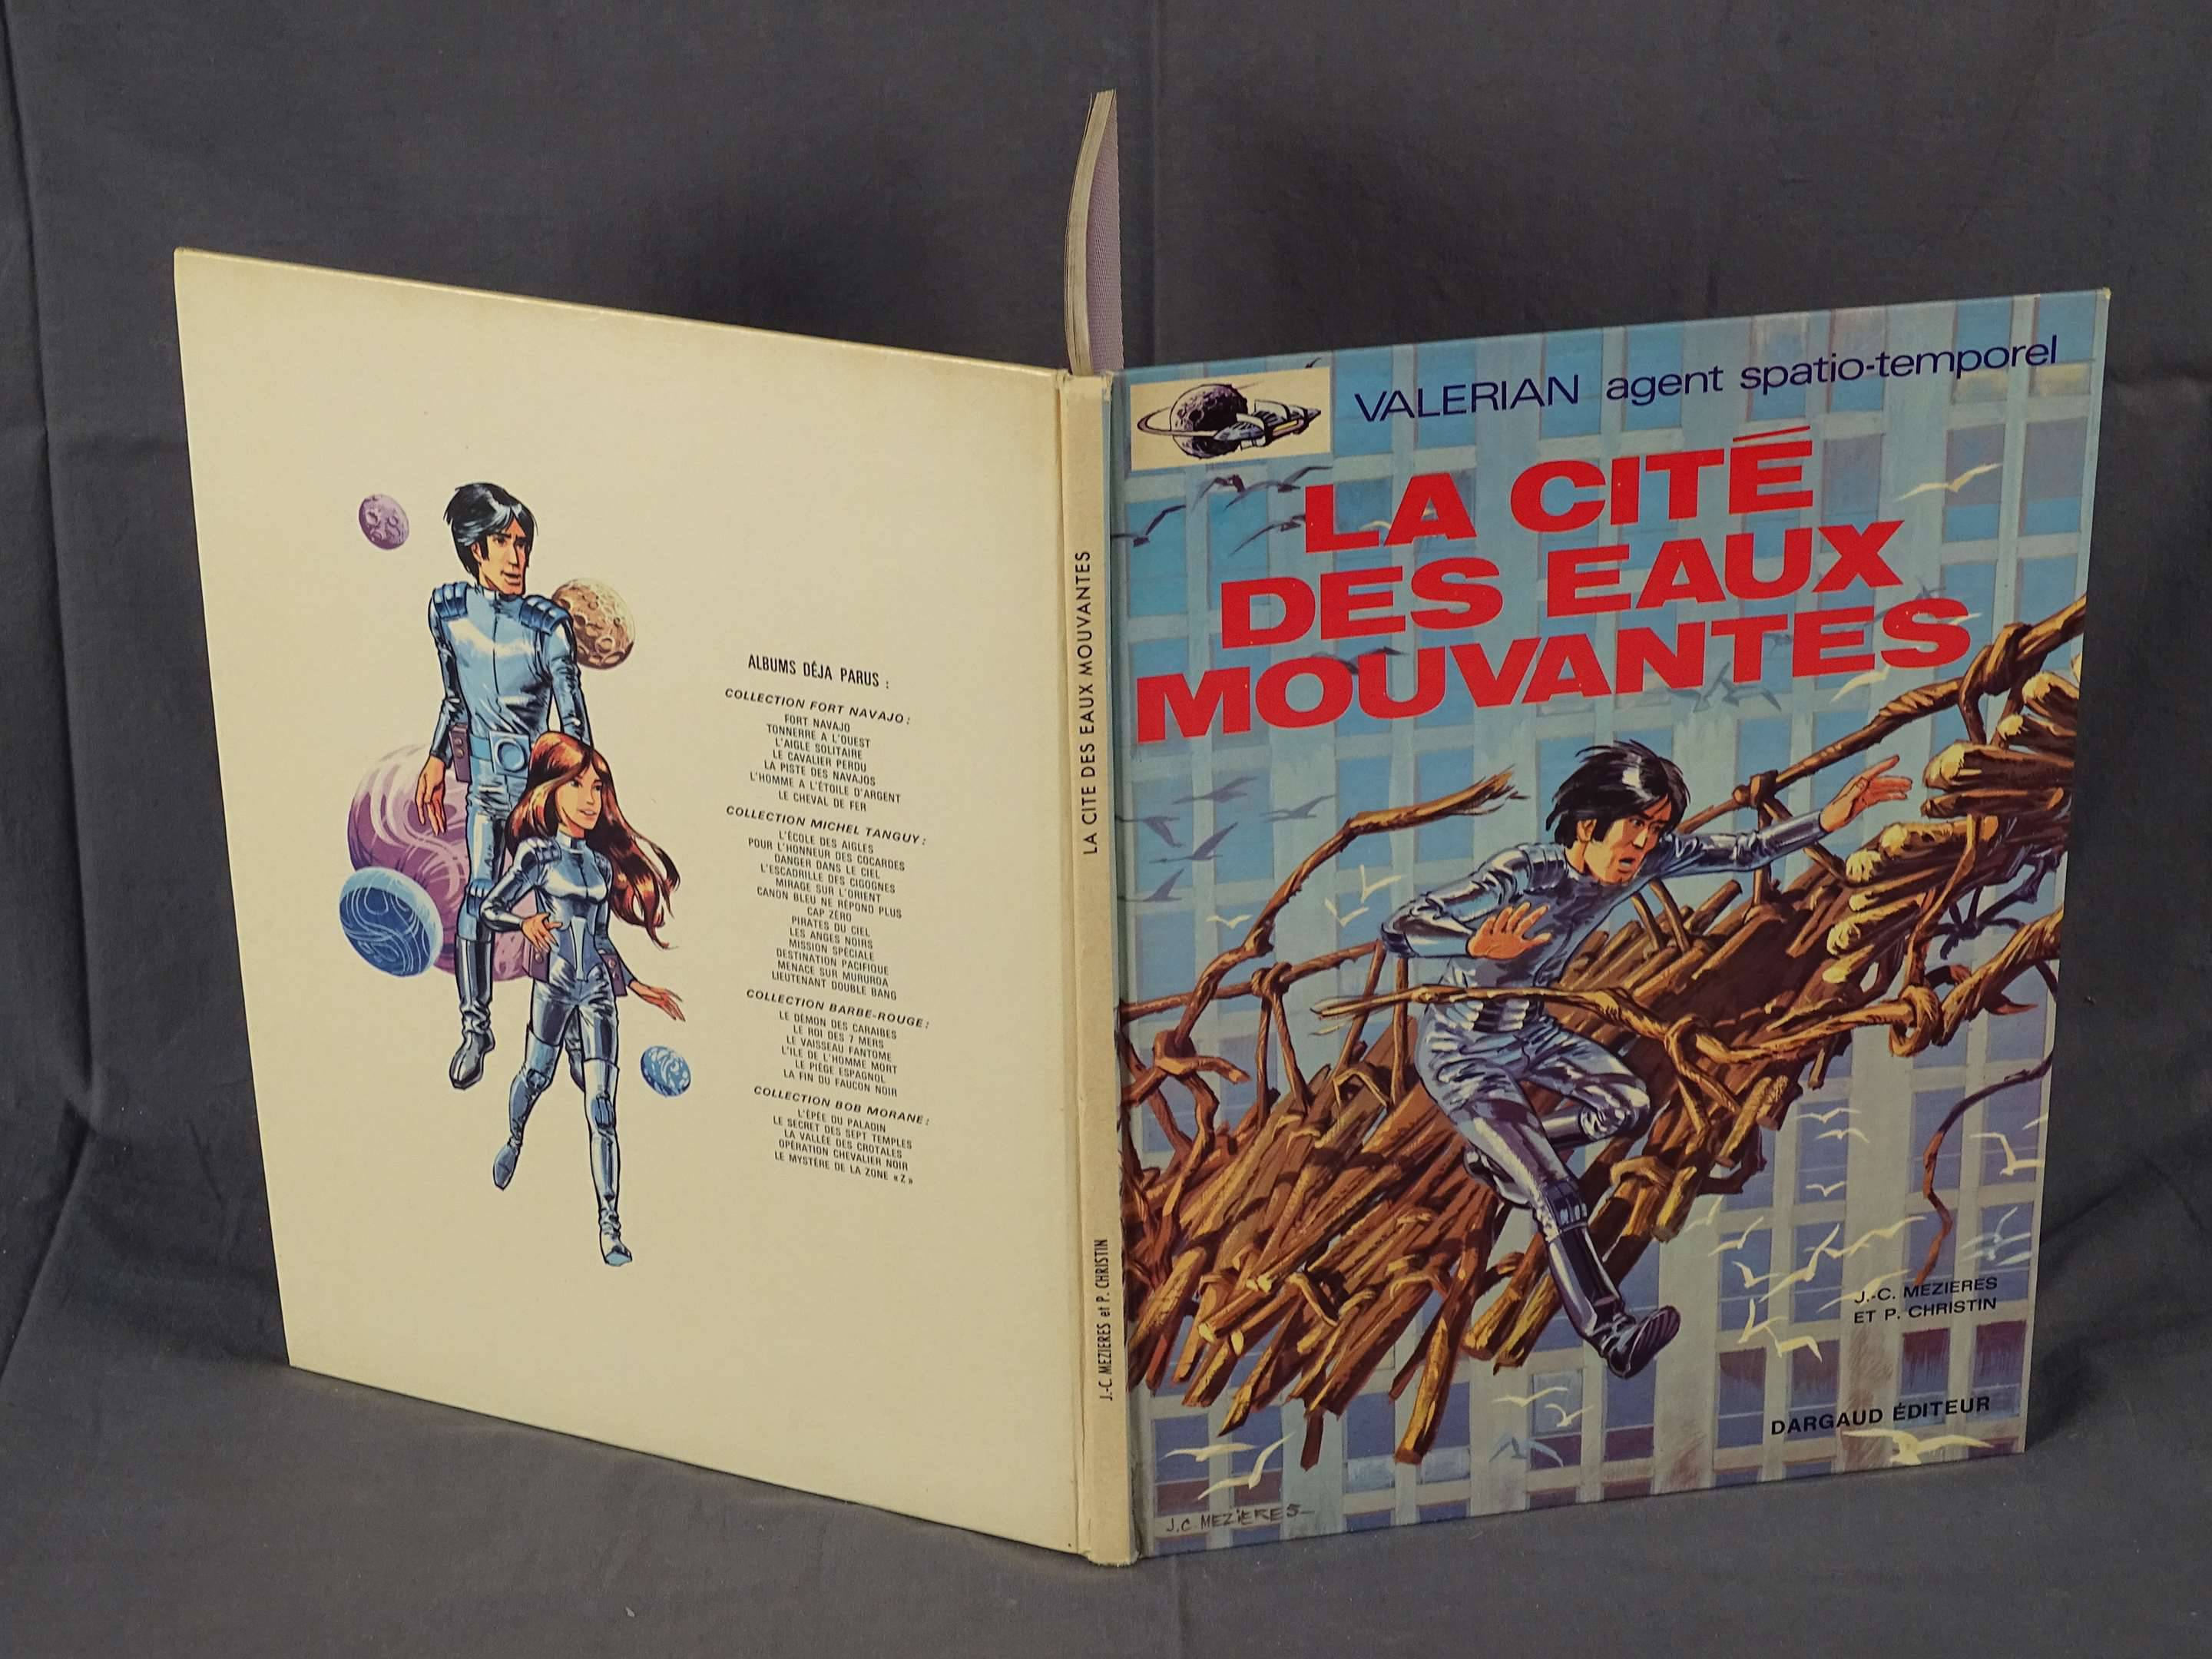 ALBUMS DÉJA PARUS :
COLLECTION FORT NAVAJO :
FORT NAVAJO
TONNERRE A L'OUEST
L'AIGLE SOLITAIRE
LE CAVALIER PERDU
LA PISTE DES NAVAJOS
L'HOMME A L'ÉTOILE D'ARGENT
LE CHEVAL DE FER
COLLECTION MICHEL TANGUY :
L'ÉCOLE DES AIGLES
POUR L'HONNEUR DES COCARDES
DANGER DANS LE CIEL
L'ESCADRILLE DES CIGOGNES
MIRAGE SUR L'ORIENT
CANON BLEU NE RÉPOND PLUS
CAP ZÉRO
PIRATES DU CIEL
LES ANGES NOIRS
MISSION SPÉCIALE
DESTINATION PACIFIQUE
MENACE SUR MURUROA
LIEUTENANT DOUBLE BANG
COLLECTION BARBE-ROUGE :
LE DÉMON DES CARAIBES
LE ROI DES 7 MERS
LE VAISSEAU FANTOME
L'ILE DE L'HOMME MORT
LE PIÈGE ESPAGNOL
LA FIN DU FAUCON NOIR
COLLECTION BOB MORANE :
L'ÉPÉE DU PALADIN
LE SECRET DES SEPT TEMPLES
LA VALLÉE DES CROTALES
OPÉRATION CHEVALIER NOIR
LE MYSTÈRE DE LA ZONE «Z»
LA CITE DES EAUX MOUVANTES
J.-C. MEZIERES et P. CHRISTIN
VALERIAN agent spatio-temporel
LA CITÉ
DES EAUX
MOUVANTES
J.-C. MEZIERES
ET P. CHRISTIN
DARGAUD ÉDITEUR
J.C. MEZIERES